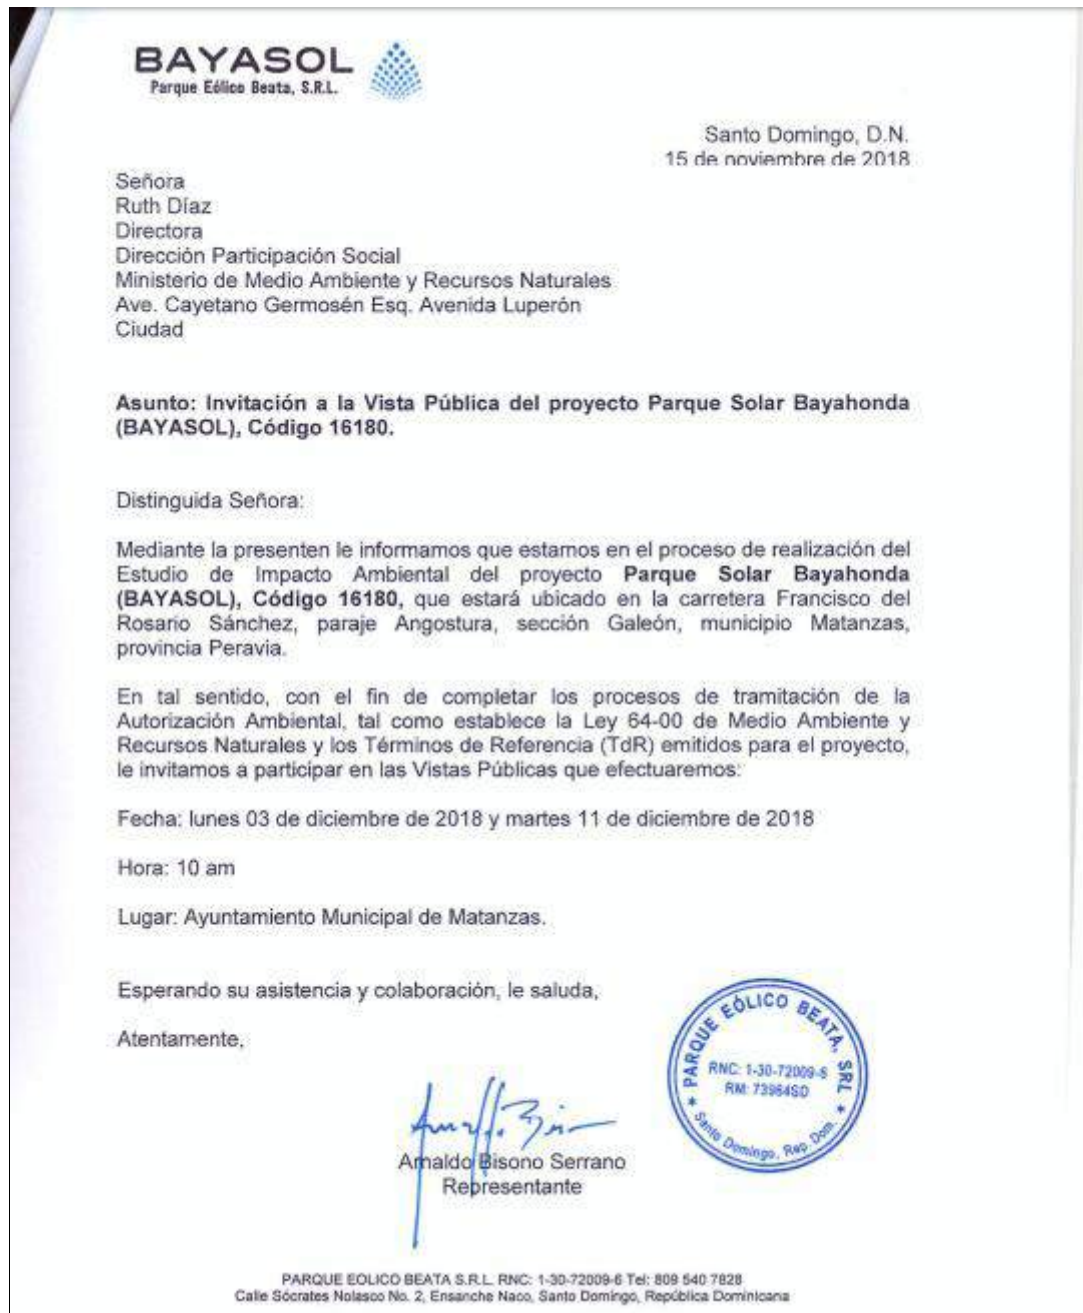 BAYASOL
Parque Eólico Beata, S.R.L.
Santo Domingo, D.N.
15 de noviembre de 2018
Señora
Ruth Díaz
Directora
Dirección Participación Social
Ministerio de Medio Ambiente y Recursos Naturales
Ave. Cayetano Germosén Esq. Avenida Luperón
Ciudad
Asunto: Invitación a la Vista Pública del proyecto Parque Solar Bayahonda
(BAYASOL), Código 16180.
Distinguida Señora:
Mediante la presenten le informamos que estamos en el proceso de realización del
Estudio de Impacto Ambiental del proyecto Parque Solar Bayahonda
(BAYASOL), Código 16180, que estará ubicado en la carretera Francisco del
Rosario Sánchez, paraje Angostura, sección Galeón, municipio Matanzas,
provincia Peravia.
En tal sentido, con el fin de completar los procesos de tramitación de la
Autorización Ambiental, tal como establece la Ley 64-00 de Medio Ambiente y
Recursos Naturales y los Términos de Referencia (TdR) emitidos para el proyecto,
le invitamos a participar en las Vistas Públicas que efectuaremos:
Fecha: lunes 03 de diciembre de 2018 y martes 11 de diciembre de 2018
Hora: 10 am
Lugar: Ayuntamiento Municipal de Matanzas.
Esperando su asistencia y colaboración, le saluda,
Atentamente,
PARQUE EÓLICO BEATA, SRL
RNC: 1-30-72009-6
RM: 73964SD
Santo Domingo, Rep. Dom.
Arnaldo Bisono Serrano
Representante
PARQUE EOLICO BEATA S.R.L. RNC: 1-30-72009-6 Tel: 809 540 7828
Calle Sócrates Nolasco No. 2, Ensanche Naco, Santo Domingo, República Dominicana